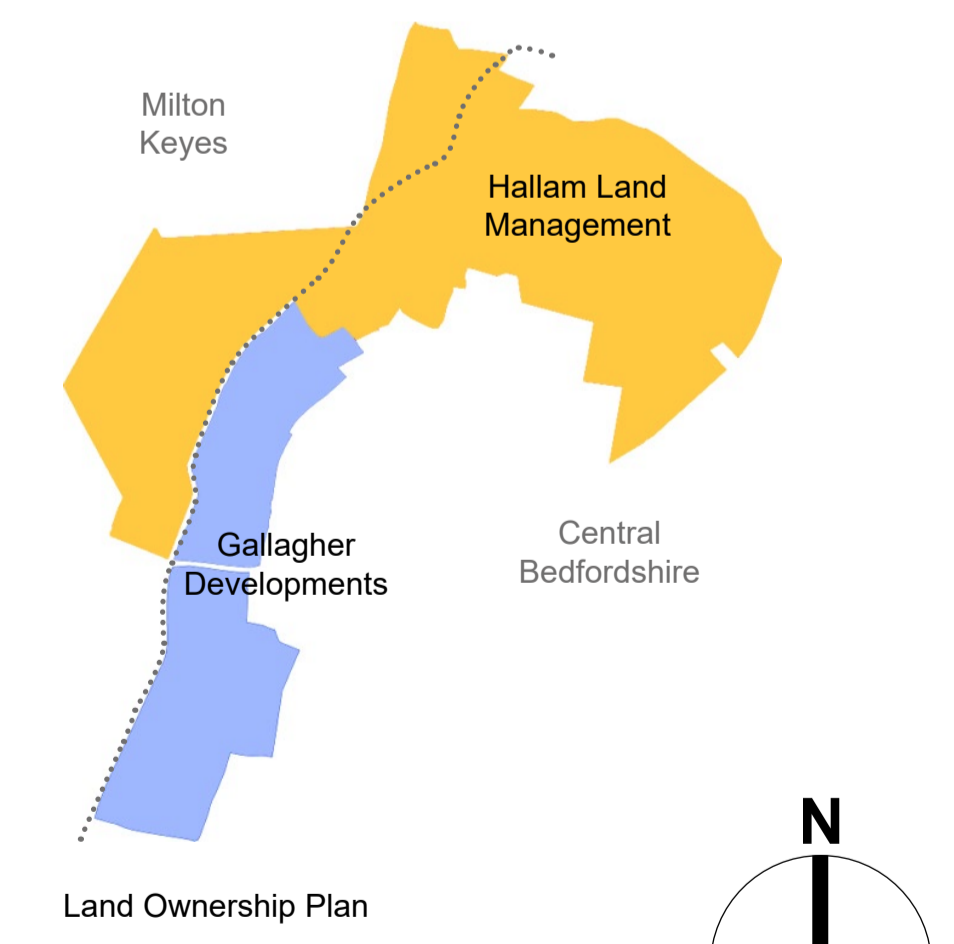 Milton
Keyes
Hallam Land
Management
Central
Bedfordshire
Gallagher
Developments
N
Land Ownership Plan